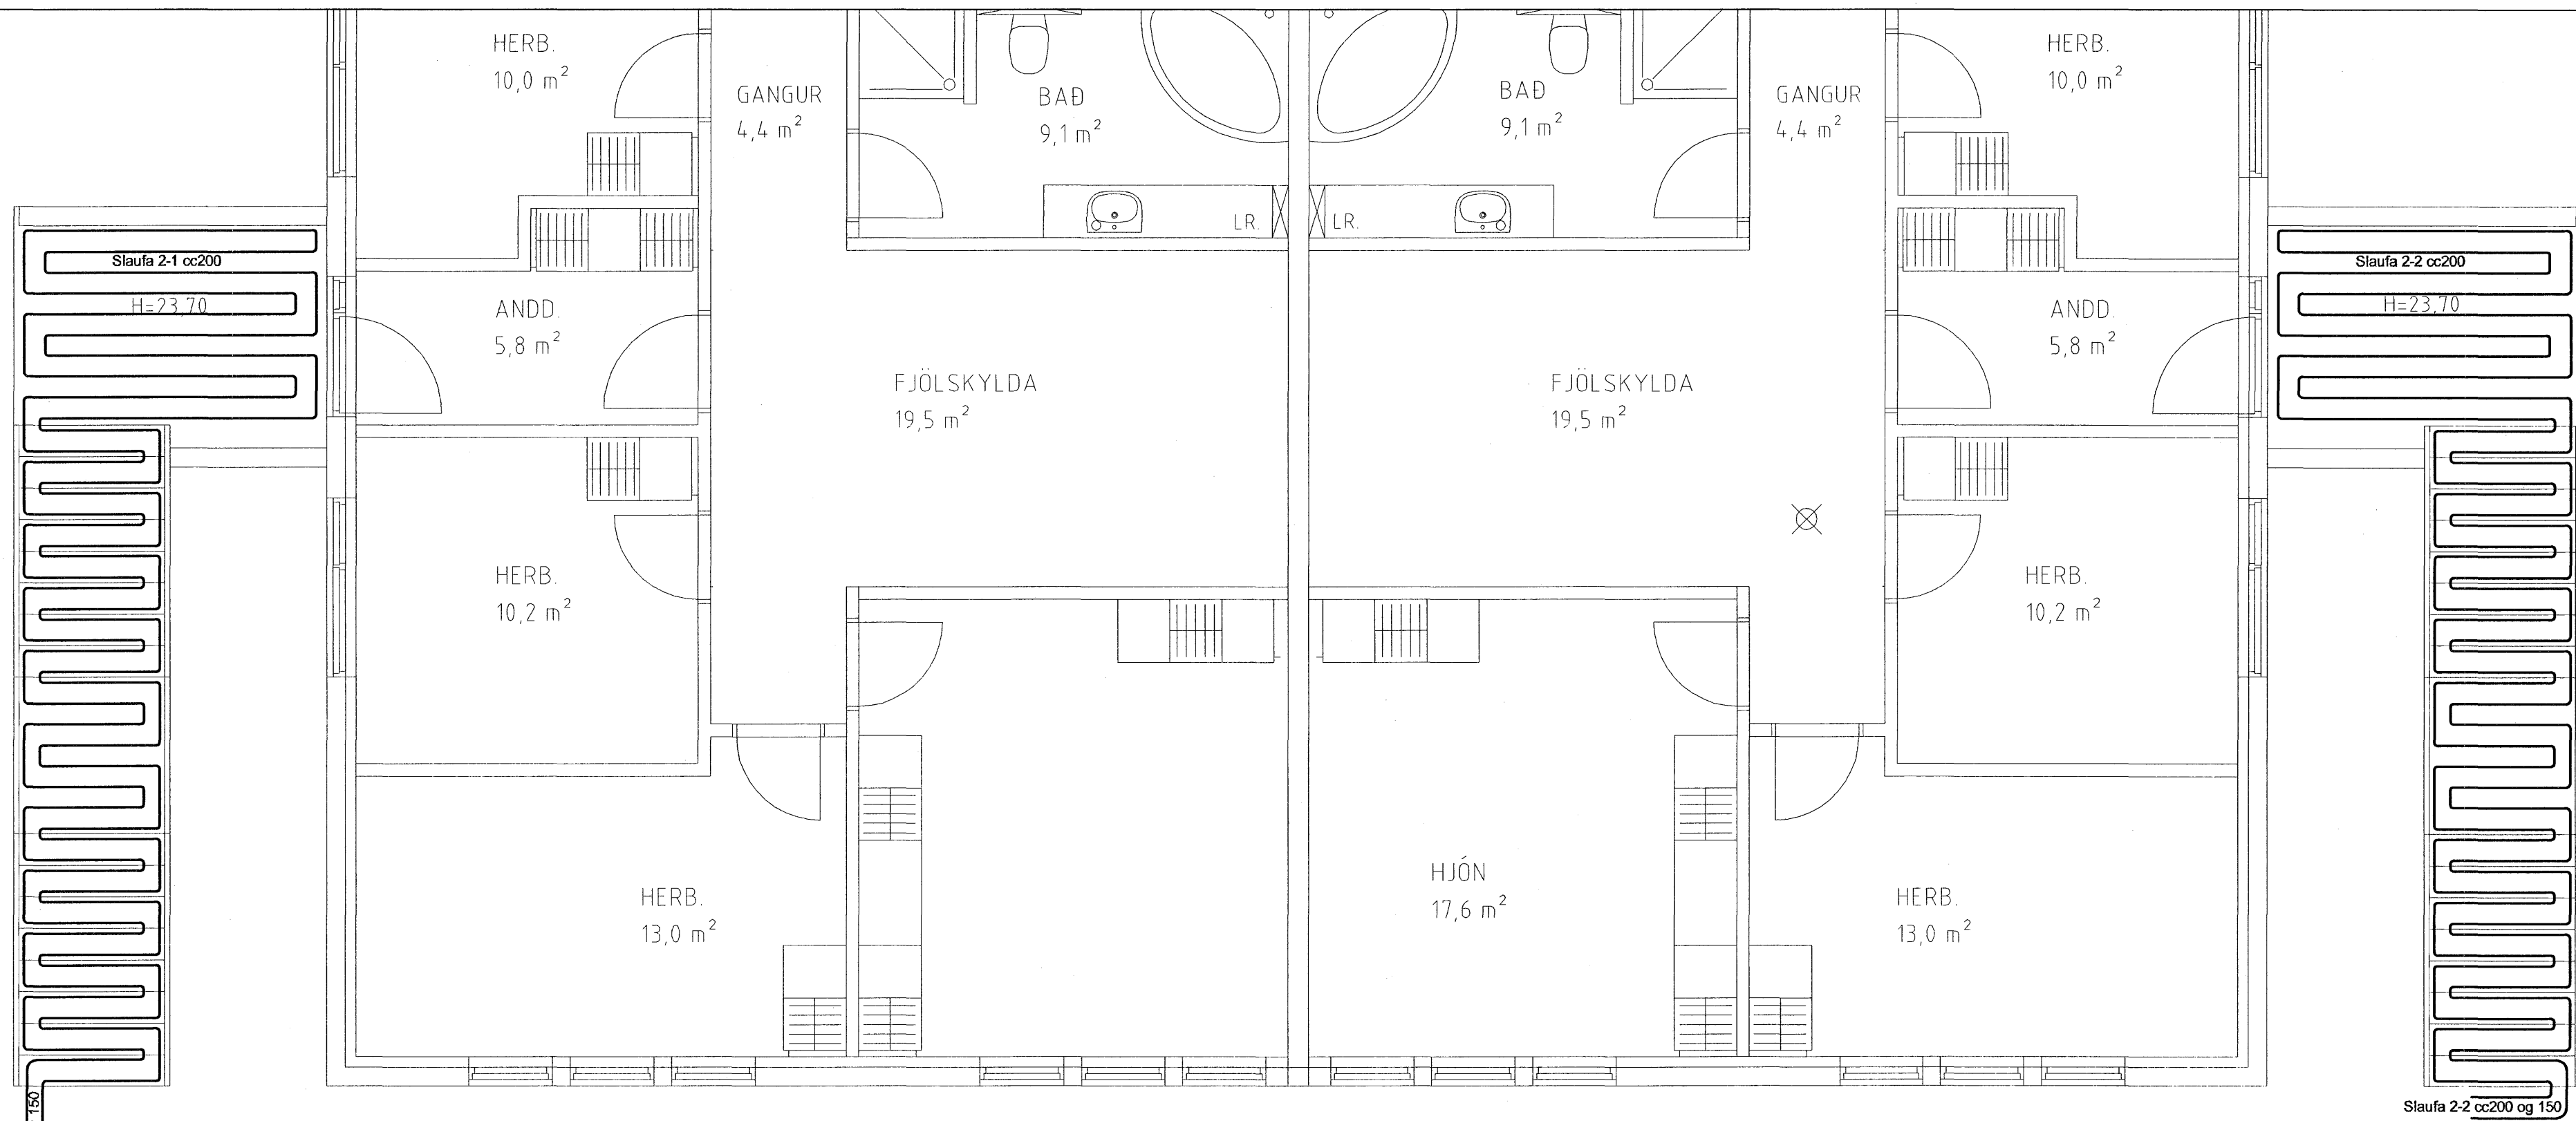 HERB.
10,0 m²
GANGUR
4,4 m²
BAÐ
9,1 m²
LR.
BAÐ
9,1 m²
LR.
GANGUR
4,4 m²
HERB.
10,0 m²
Slaufa 2-1 cc200
H=23,70
ANDD.
5,8 m²
FJÖLSKYLDA
19,5 m²
FJÖLSKYLDA
19,5 m²
ANDD.
5,8 m²
Slaufa 2-2 cc200
H=23,70
HERB.
10,2 m²
HERB.
10,2 m²
HERB.
13,0 m²
HJÓN
17,6 m²
HERB.
13,0 m²
150
Slaufa 2-2 cc200 og 150